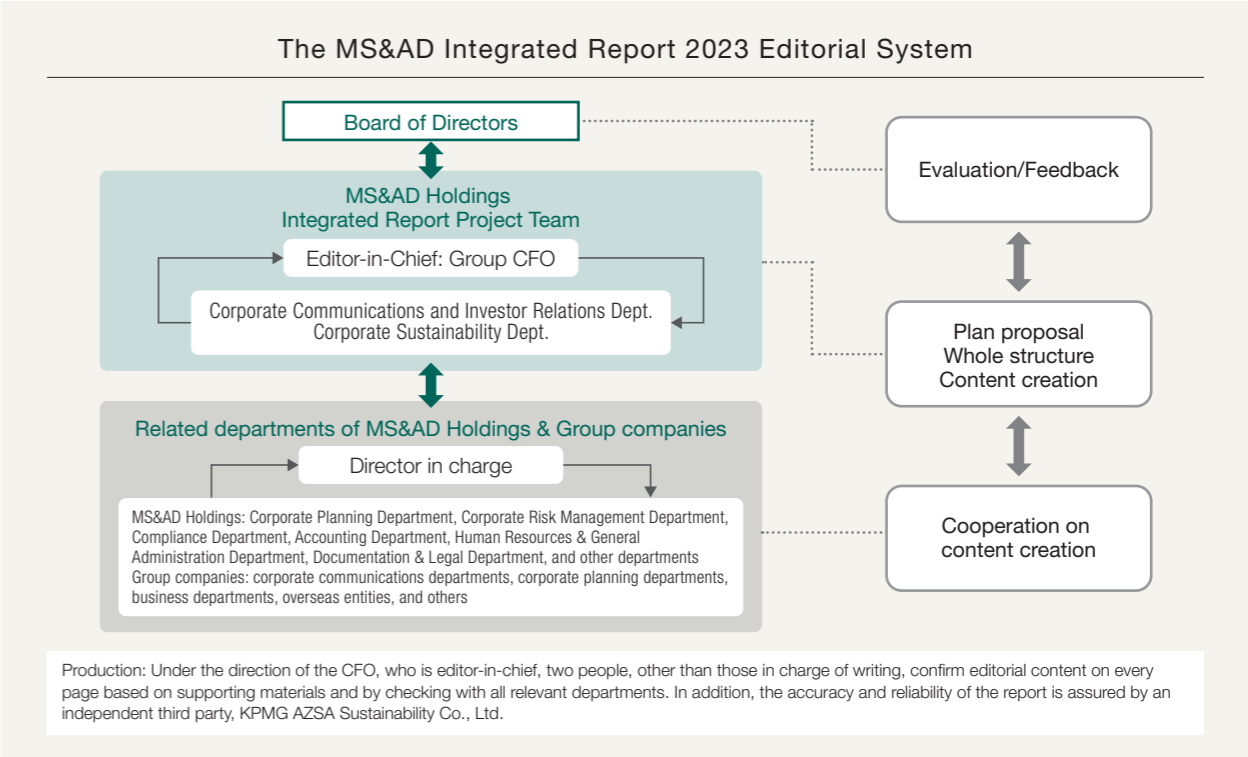 The MS&AD Integrated Report 2023 Editorial System
Board of Directors
Evaluation/Feedback
MS&AD Holdings
Integrated Report Project Team
Editor-in-Chief: Group CFO
Corporate Communications and Investor Relations Dept.
Corporate Sustainability Dept.
Plan proposal
Whole structure
Content creation
Related departments of MS&AD Holdings & Group companies
Director in charge
MS&AD Holdings: Corporate Planning Department, Corporate Risk Management Department,
Compliance Department, Accounting Department, Human Resources & General
Administration Department, Documentation & Legal Department, and other departments
Group companies: corporate communications departments, corporate planning departments,
business departments, overseas entities, and others
Cooperation on
content creation
Production: Under the direction of the CFO, who is editor-in-chief, two people, other than those in charge of writing, confirm editorial content on every
page based on supporting materials and by checking with all relevant departments. In addition, the accuracy and reliability of the report is assured by an
independent third party, KPMG AZSA Sustainability Co., Ltd.